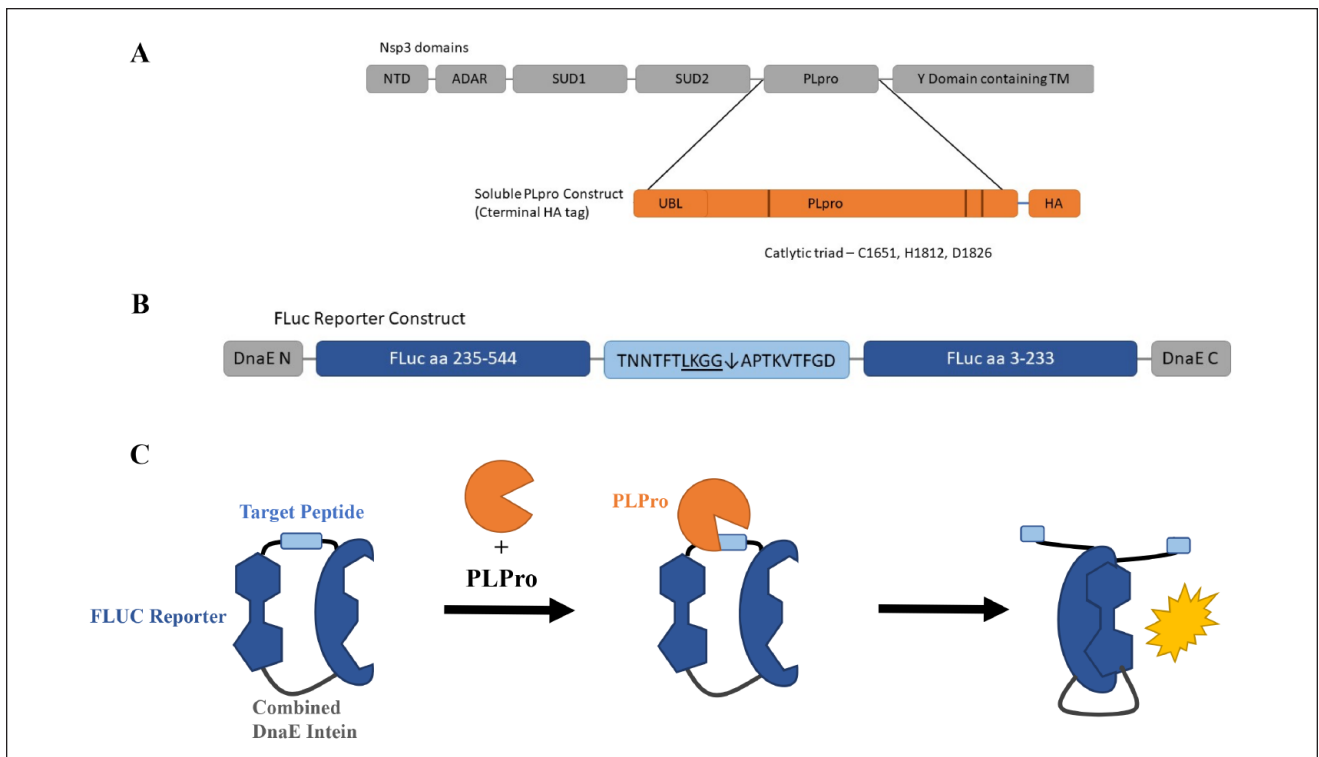 A
Nsp3 domains
NTD
ADAR
SUD1
SUD2
PLpro
Y Domain containing TM
Soluble PLpro Construct
(Cterminal HA tag)
UBL
PLpro
HA
Catlytic triad – C1651, H1812, D1826
B
FLuc Reporter Construct
DnaE N
FLuc aa 235-544
TNNTFTLKGG↓APTKVTFGD
FLuc aa 3-233
DnaE C
C
Target Peptide
FLUC Reporter
Combined
DnaE Intein
+
PLPro
PLPro